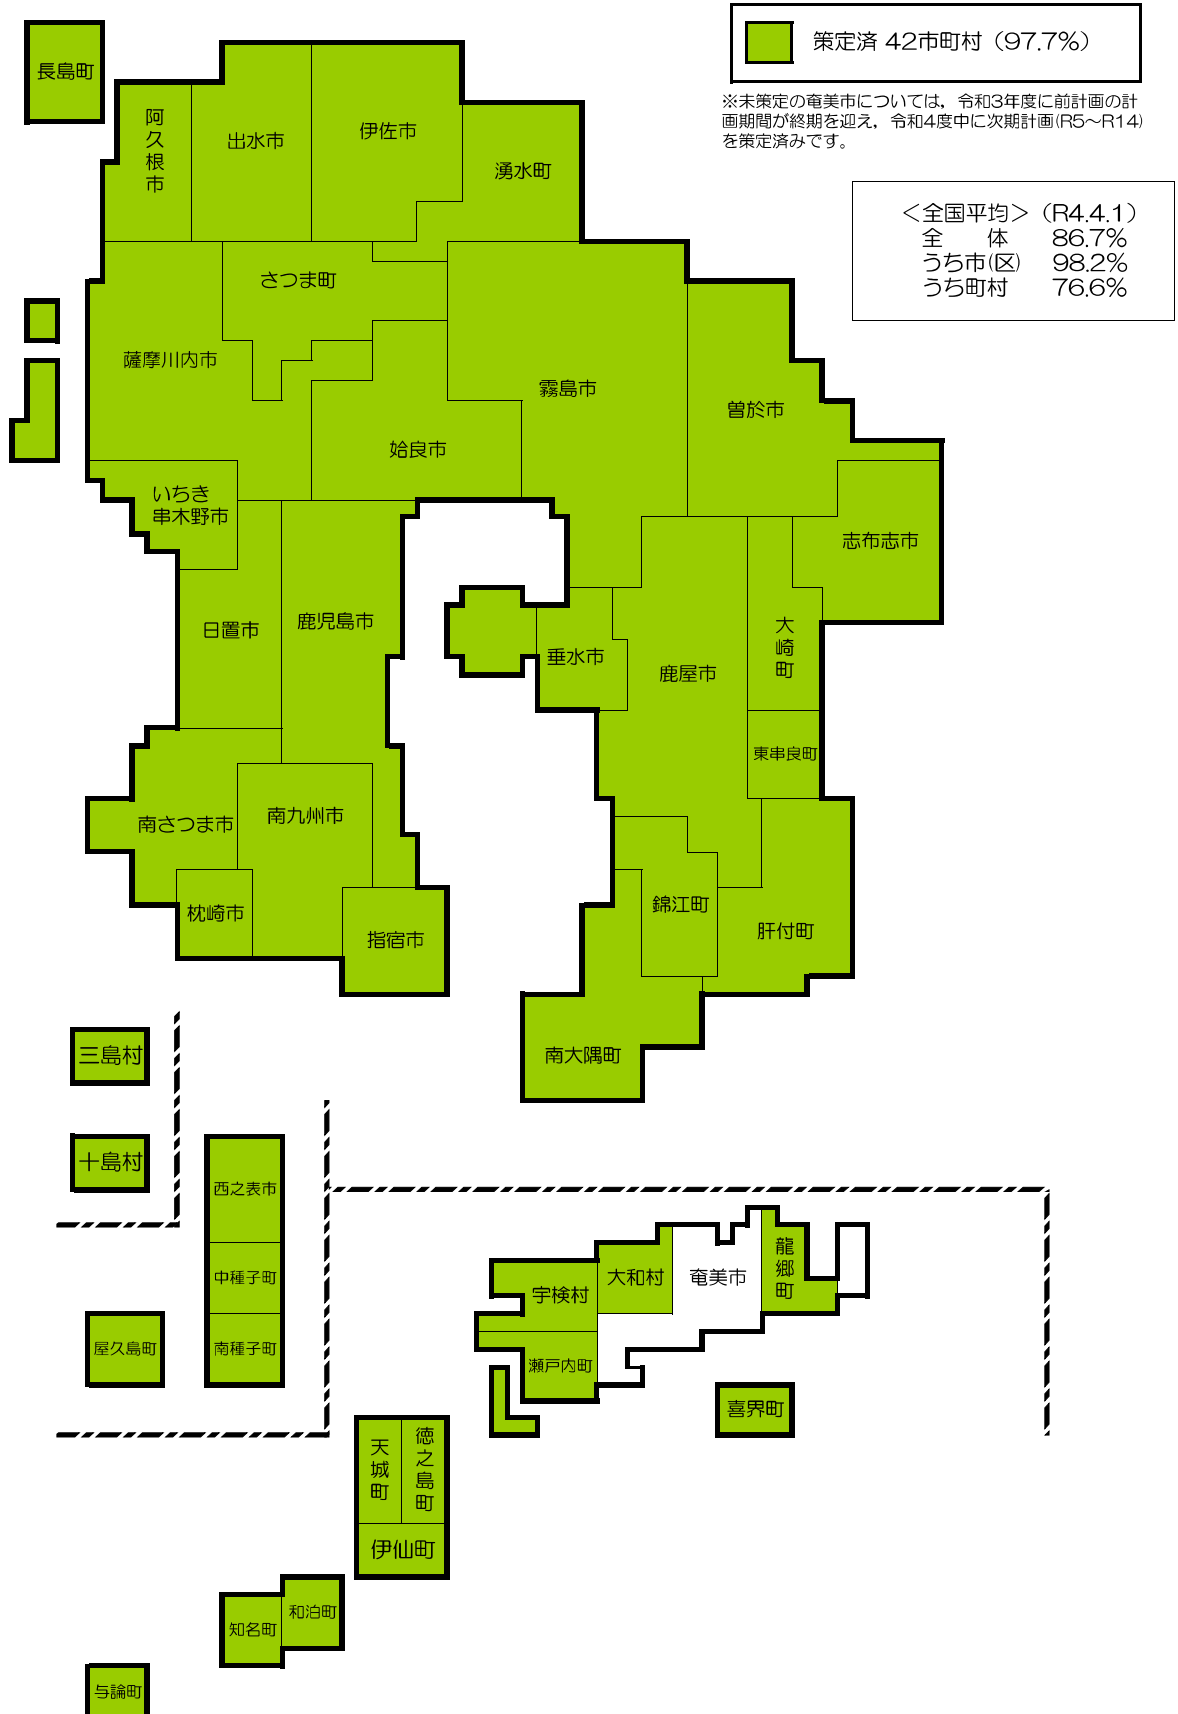 長島町
策定済 42市町村（97.7%）
※未策定の奄美市については，令和3年度に前計画の計
画期間が終期を迎え，令和4度中に次期計画(R5～R14)
を策定済みです。
＜全国平均＞（R4.4.1）
全　　体　　86.7%
うち市(区)　98.2%
うち町村　　76.6%
阿久根市
出水市
伊佐市
湧水町
さつま町
薩摩川内市
霧島市
曽於市
姶良市
いちき
串木野市
志布志市
日置市
鹿児島市
垂水市
鹿屋市
大崎町
東串良町
南さつま市
南九州市
枕崎市
指宿市
錦江町
肝付町
南大隅町
三島村
十島村
西之表市
中種子町
南種子町
屋久島町
龍郷町
奄美市
大和村
宇検村
瀬戸内町
喜界町
天城町
徳之島町
伊仙町
和泊町
知名町
与論町